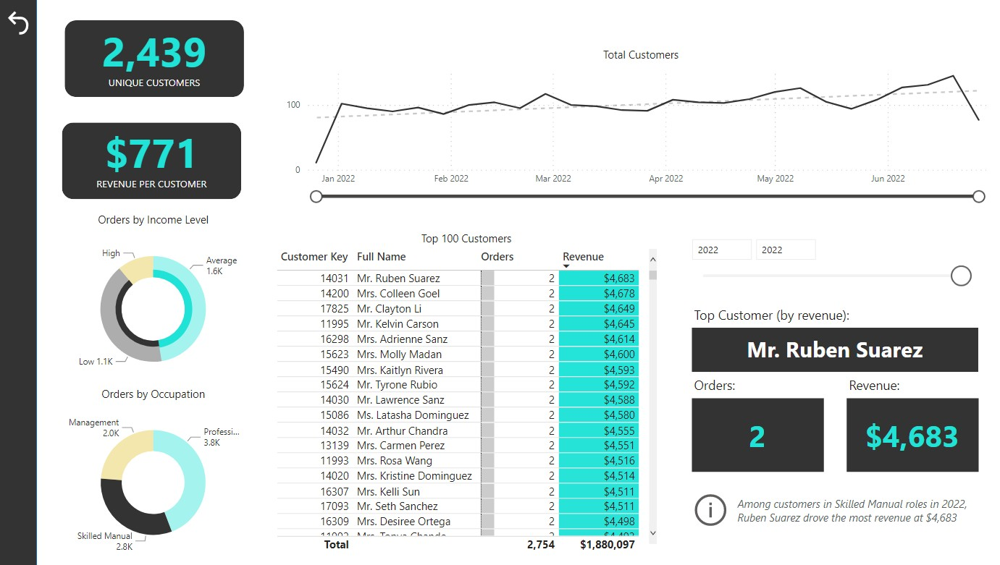 2,439
UNIQUE CUSTOMERS
$771
REVENUE PER CUSTOMER
Total Customers
100
0
Jan 2022 Feb 2022 Mar 2022 Apr 2022 May 2022 Jun 2022
Orders by Income Level
High
Average
1.6K
Low 1.1K
Orders by Occupation
Management
2.0K
Professi...
3.8K
Skilled Manual
2.8K
Top 100 Customers
Customer Key Full Name Orders Revenue
14031 Mr. Ruben Suarez 2 $4,683
14200 Mrs. Colleen Goel 2 $4,678
17825 Mr. Clayton Li 2 $4,649
11995 Mr. Kelvin Carson 2 $4,645
16298 Mrs. Adrienne Sanz 2 $4,614
15623 Mrs. Molly Madan 2 $4,600
15490 Mrs. Kaitlyn Rivera 2 $4,593
15624 Mr. Tyrone Rubio 2 $4,592
14030 Mr. Lawrence Sanz 2 $4,588
15086 Ms. Latasha Dominguez 2 $4,580
14032 Mr. Arthur Chandra 2 $4,555
13139 Mrs. Carmen Perez 2 $4,551
11993 Mrs. Rosa Wang 2 $4,516
14020 Mrs. Kristine Dominguez 2 $4,514
16307 Mrs. Kelli Sun 2 $4,511
17093 Mr. Seth Sanchez 2 $4,511
16309 Mrs. Desiree Ortega 2 $4,498
Total 2,754 $1,880,097
2022 2022
Top Customer (by revenue):
Mr. Ruben Suarez
Orders: Revenue:
2 $4,683
Among customers in Skilled Manual roles in 2022,
Ruben Suarez drove the most revenue at $4,683